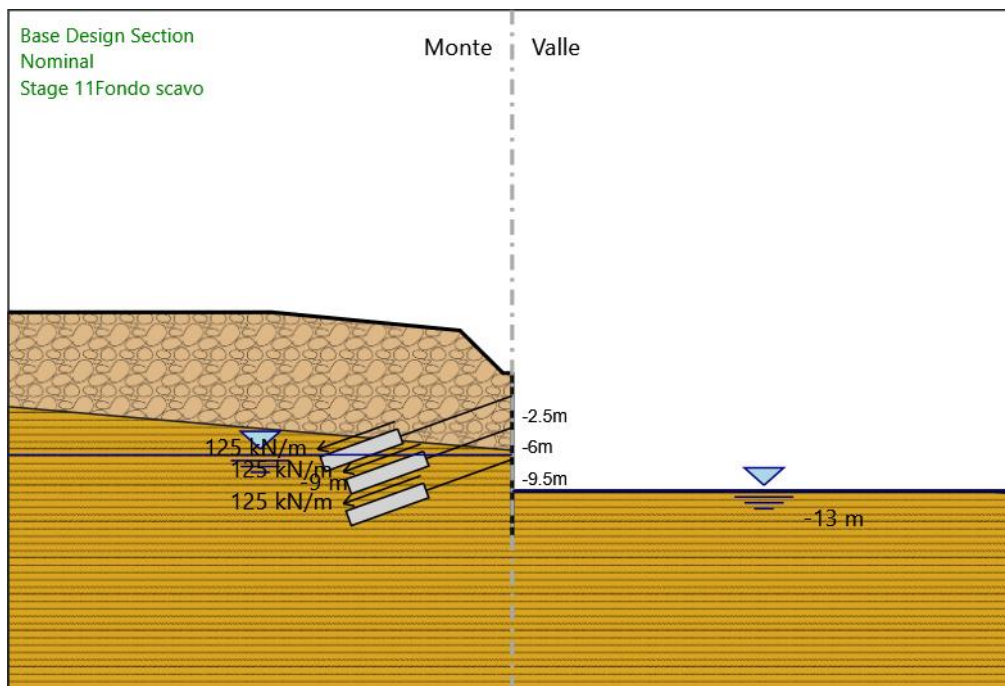 Base Design Section
Nominal
Stage 11Fondo scavo
Monte
Valle
-2.5m
125 kN/m
-6m
125 kN/m
-9 m
-9.5m
125 kN/m
-13 m